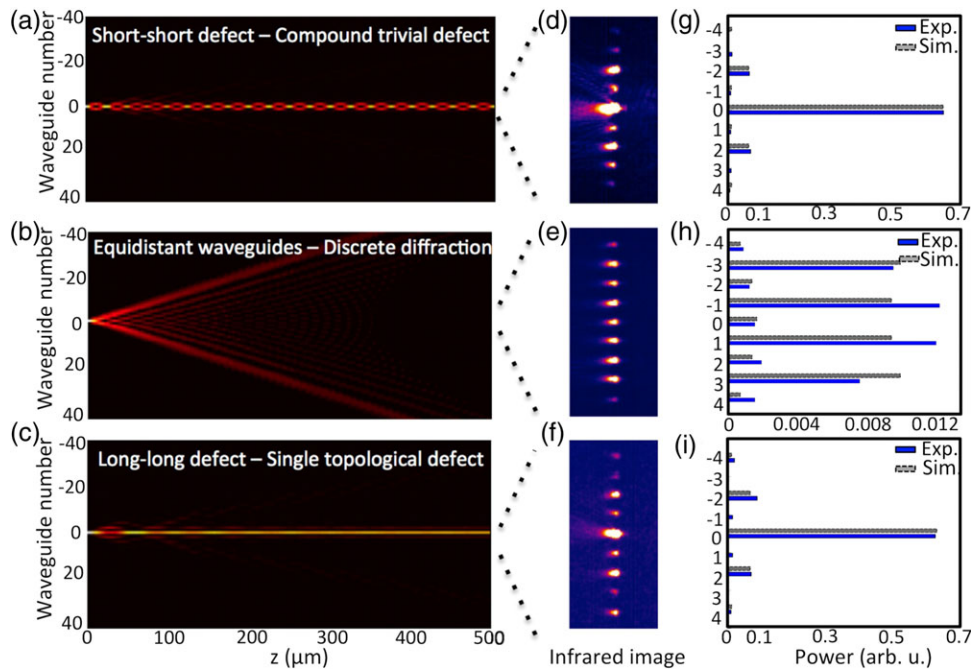 (a)
Waveguide number
-40
-20
0
20
40
Short-short defect – Compound trivial defect
(d)
(g)
-4
-3
-2
-1
0
1
2
3
4
Exp.
Sim.
0 0.1 0.3 0.5 0.7
(b)
Waveguide number
-40
-20
0
20
40
Equidistant waveguides – Discrete diffraction
(e)
(h)
-4
-3
-2
-1
0
1
2
3
4
Exp.
Sim.
0 0.004 0.008 0.012
(c)
Waveguide number
-40
-20
0
20
40
Long-long defect – Single topological defect
0 100 200 300 400 500
z (μm)
(f)
Infrared image
(i)
-4
-3
-2
-1
0
1
2
3
4
Exp.
Sim.
0 0.1 0.3 0.5 0.7
Power (arb. u.)